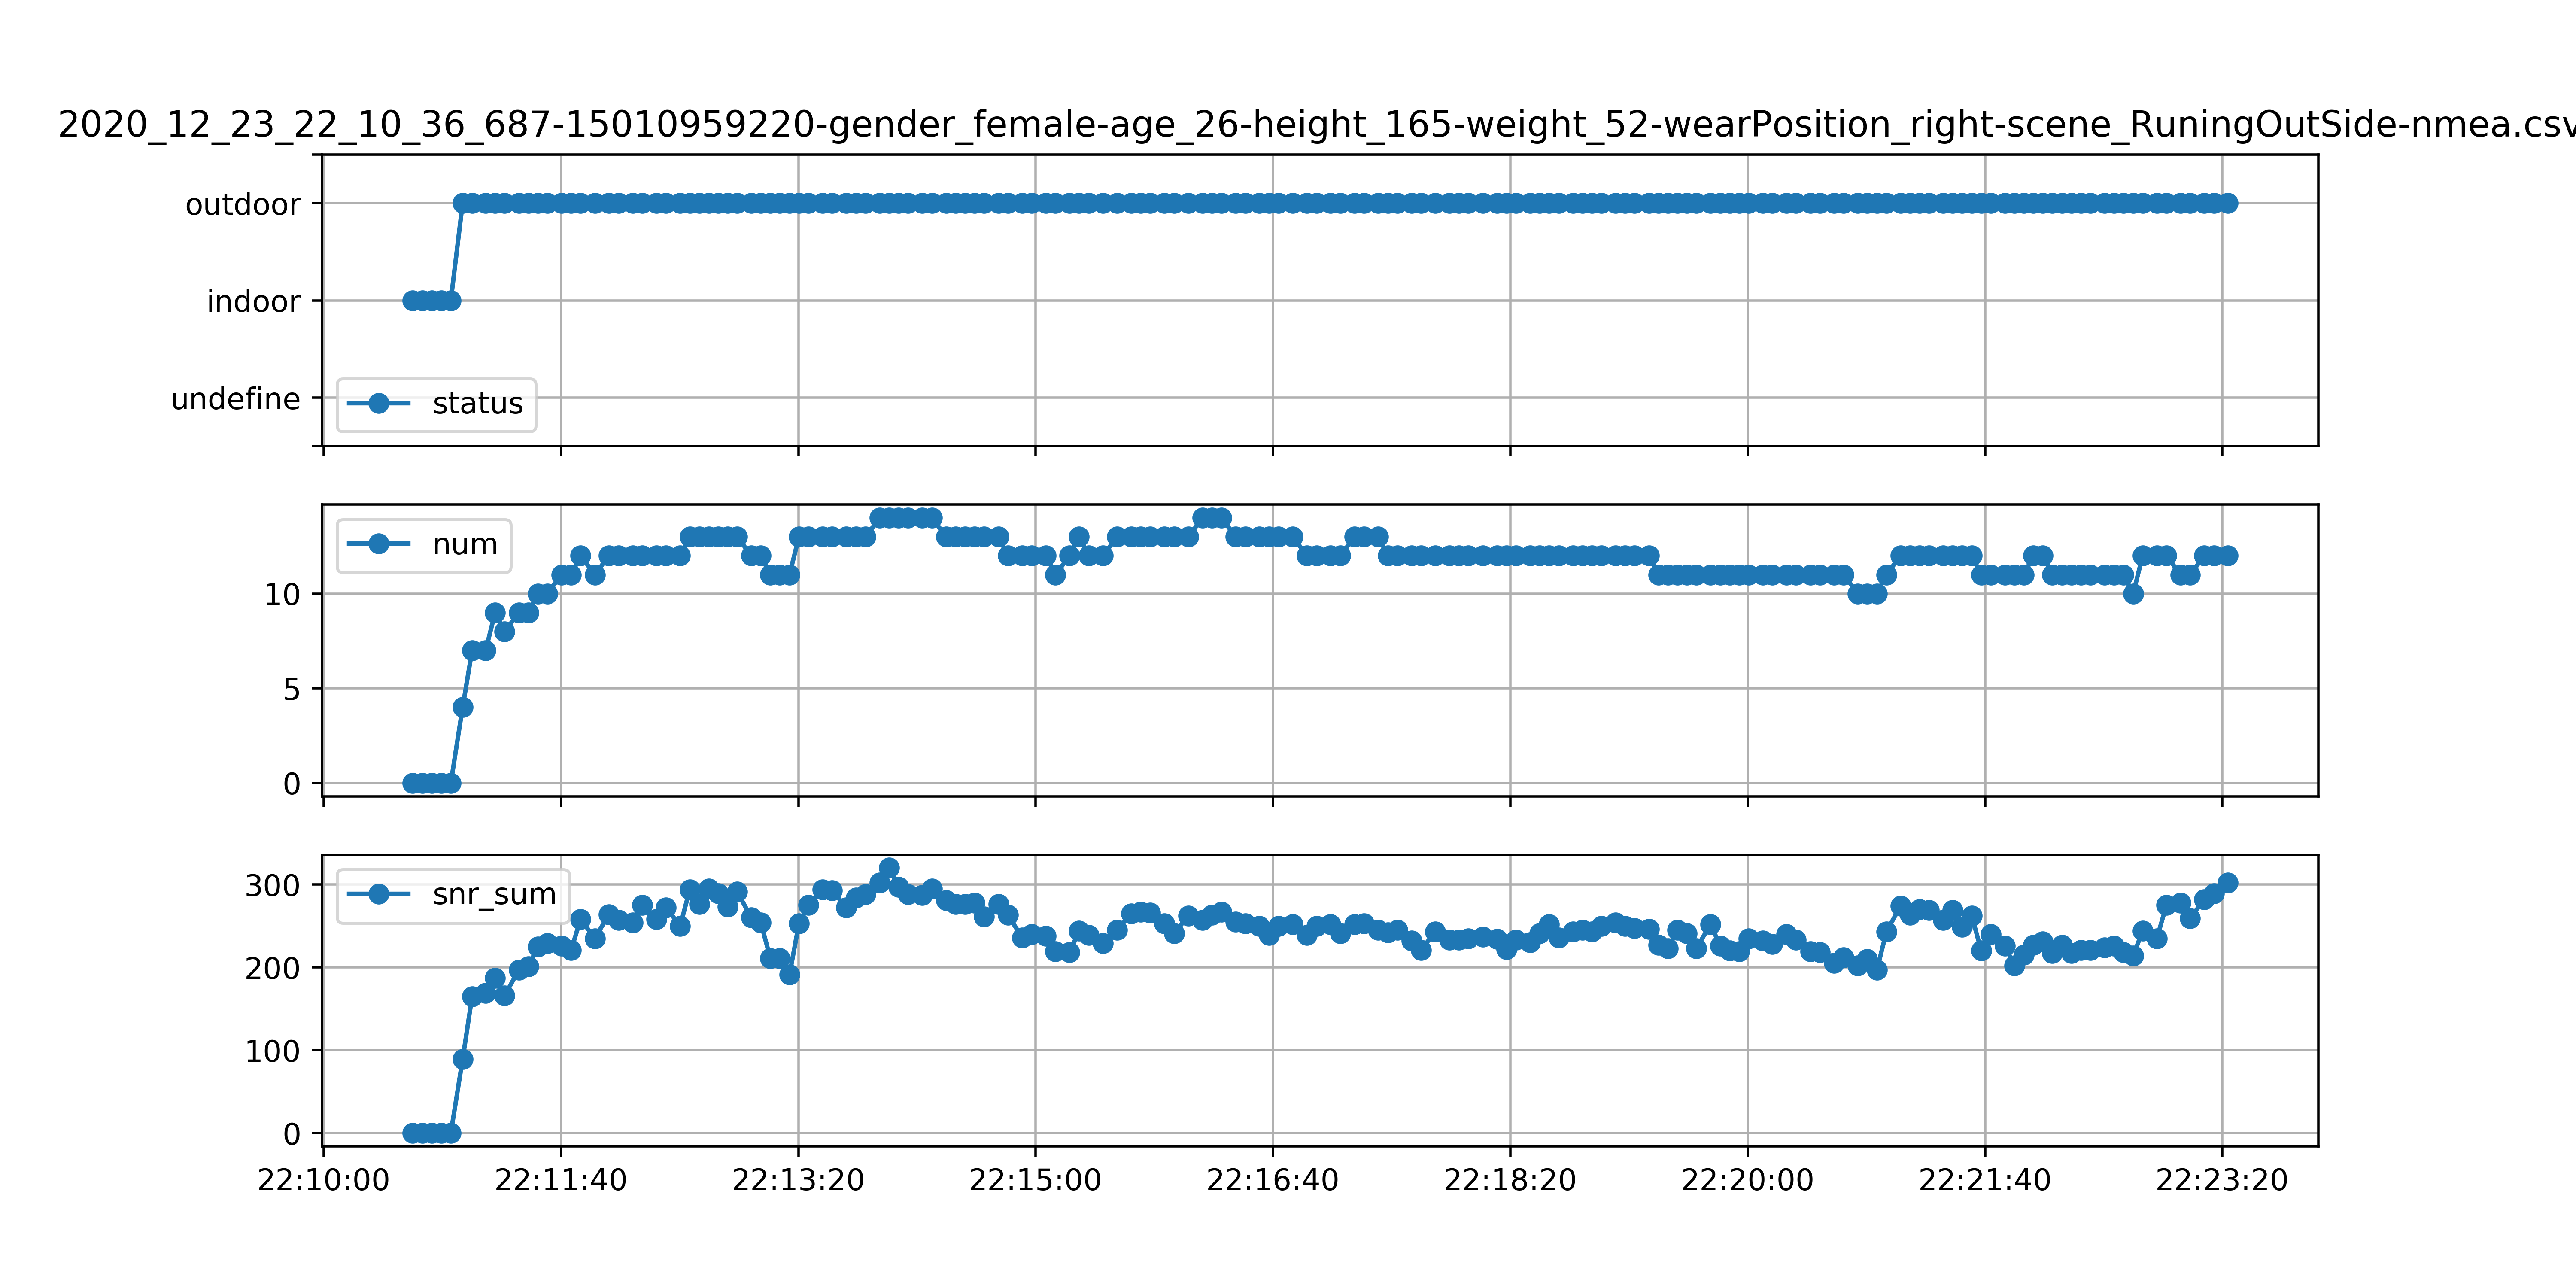 2020_12_23_22_10_36_687-15010959220-gender_female-age_26-height_165-weight_52-wearPosition_right-scene_RuningOutSide-nmea.csv
outdoor
indoor
undefine
status
num
10
5
0
snr_sum
300
200
100
0
22:10:00 22:11:40 22:13:20 22:15:00 22:16:40 22:18:20 22:20:00 22:21:40 22:23:20